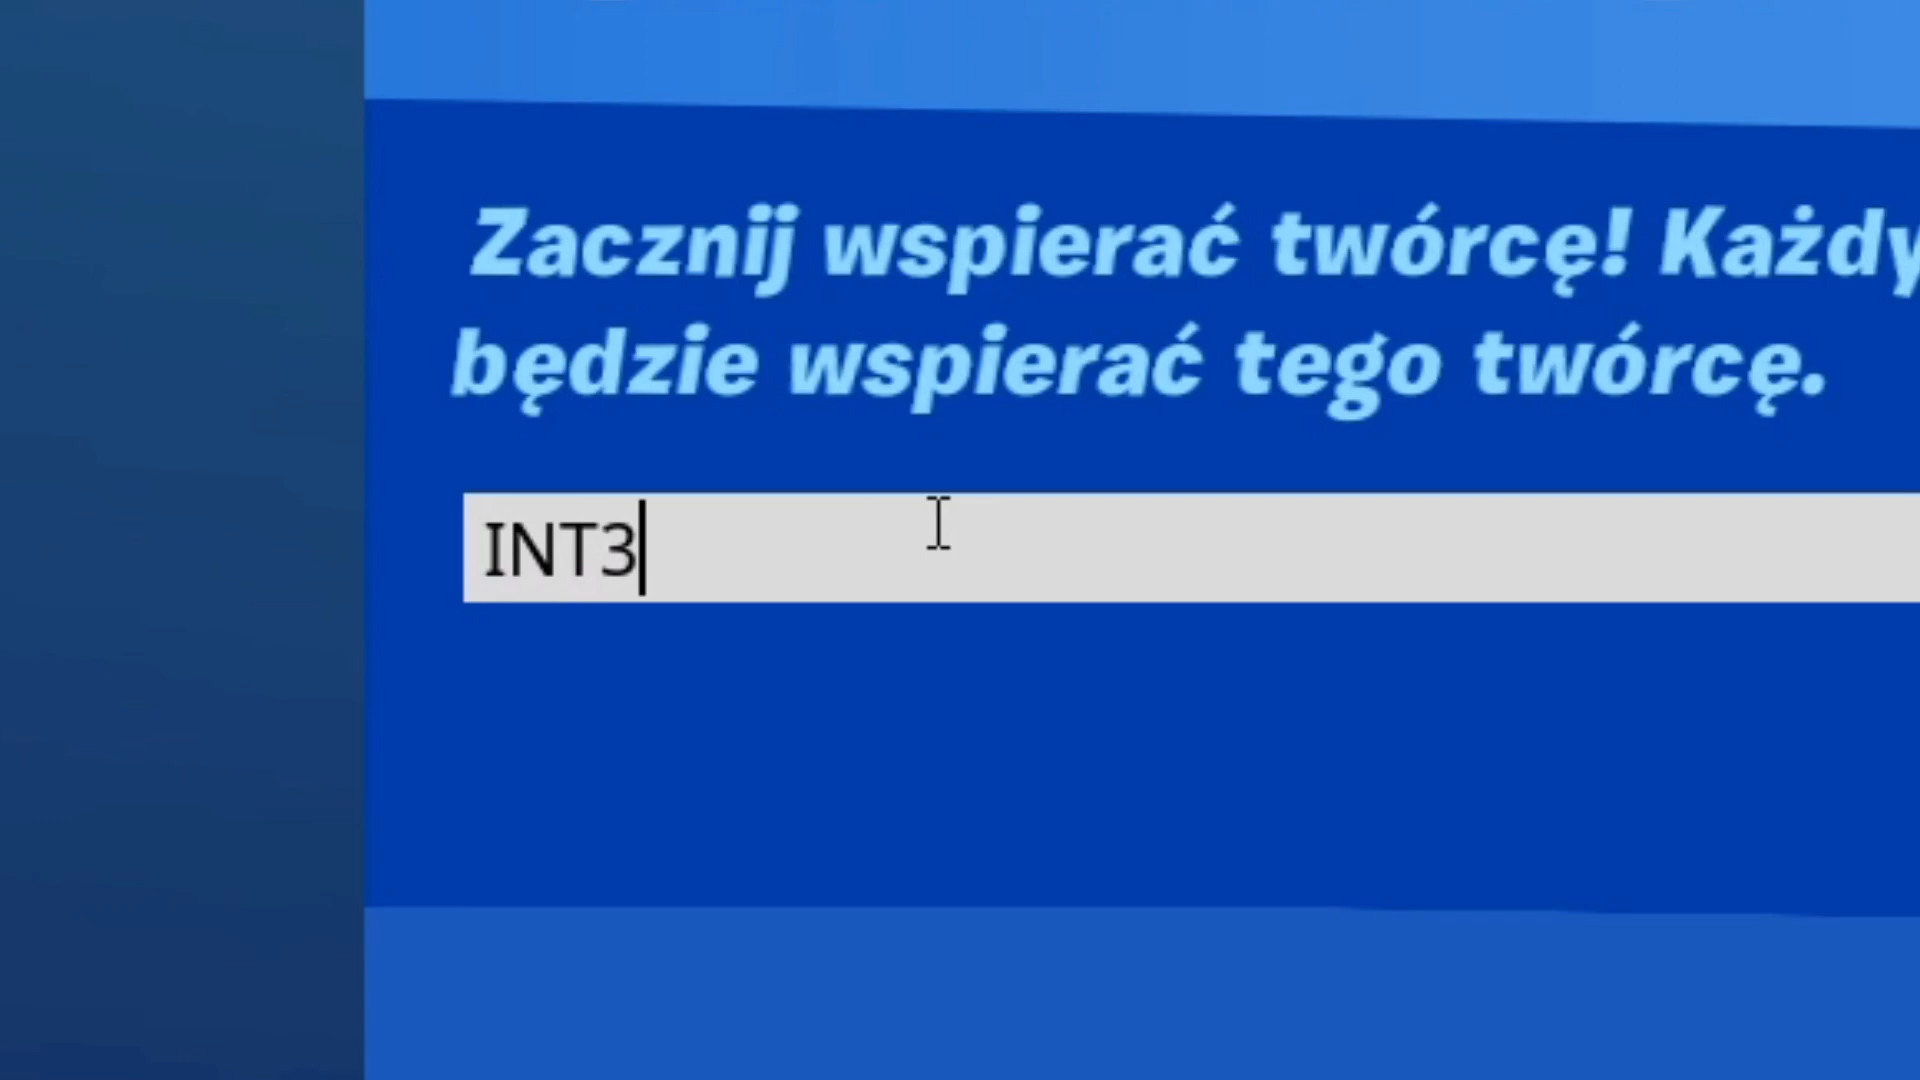 Zacznij wspierać twórcę! Każdy
będzie wspierać tego twórcę.
INT3